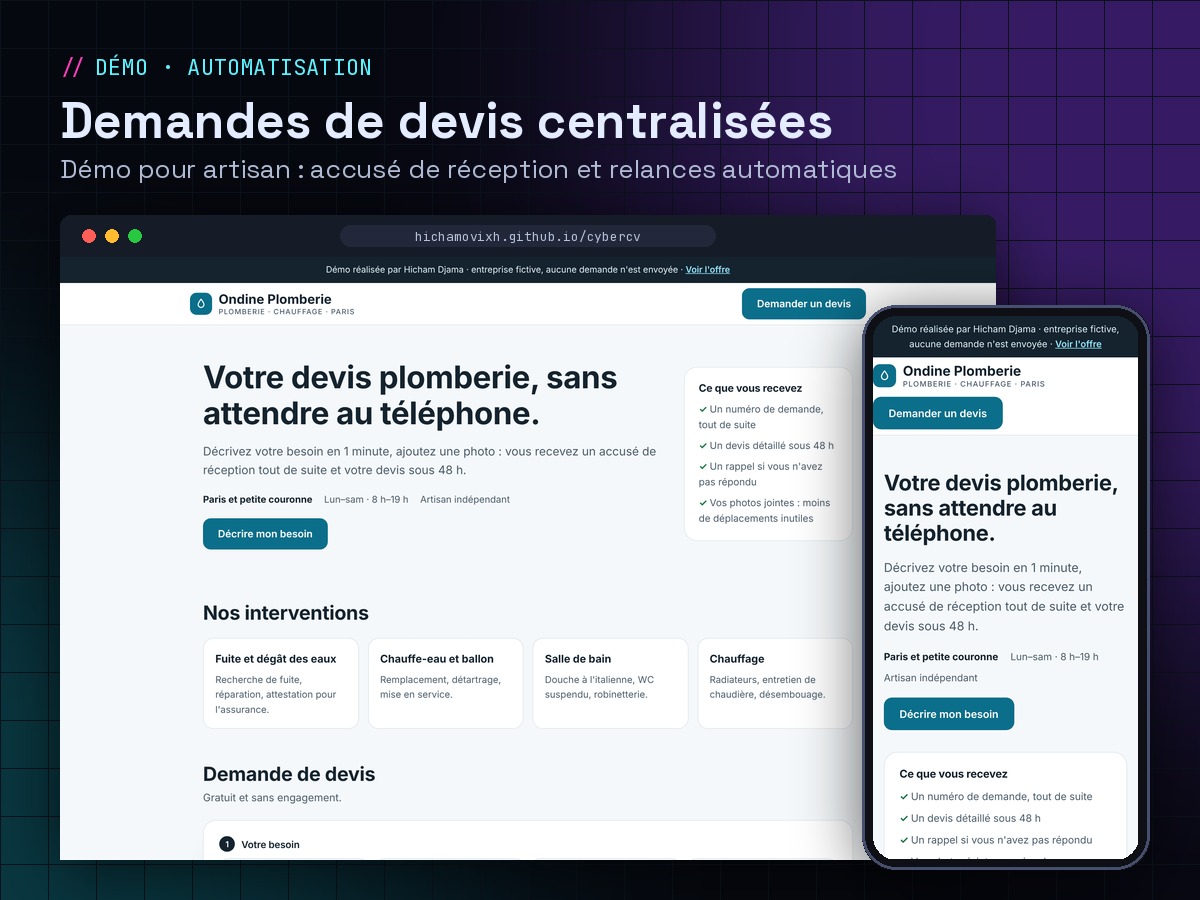 // DÉMO · AUTOMATISATION
Demandes de devis centralisées
Démo pour artisan : accusé de réception et relances automatiques
hichamovixh.github.io/cybercv
Démo réalisée par Hicham Djama · entreprise fictive, aucune demande n'est envoyée · Voir l'offre
Ondine Plomberie
PLOMBERIE · CHAUFFAGE · PARIS
Demander un devis
Votre devis plomberie, sans
attendre au téléphone.
Décrivez votre besoin en 1 minute, ajoutez une photo : vous recevez un accusé de
réception tout de suite et votre devis sous 48 h.
Paris et petite couronne Lun–sam · 8 h–19 h Artisan indépendant
Décrire mon besoin
Ce que vous recevez
✓ Un numéro de demande,
tout de suite
✓ Un devis détaillé sous 48 h
✓ Un rappel si vous n'avez
pas répondu
✓ Vos photos jointes : moins
de déplacements inutiles
Nos interventions
Fuite et dégât des eaux
Recherche de fuite,
réparation, attestation pour
l'assurance.
Chauffe-eau et ballon
Remplacement, détartrage,
mise en service.
Salle de bain
Douche à l'italienne, WC
suspendu, robinetterie.
Chauffage
Radiateurs, entretien de
chaudière, désembouage.
Demande de devis
Gratuit et sans engagement.
1 Votre besoin
Démo réalisée par Hicham Djama · entreprise fictive,
aucune demande n'est envoyée · Voir l'offre
Ondine Plomberie
PLOMBERIE · CHAUFFAGE · PARIS
Demander un devis
Votre devis plomberie,
sans attendre au
téléphone.
Décrivez votre besoin en 1 minute,
ajoutez une photo : vous recevez un
accusé de réception tout de suite et votre
devis sous 48 h.
Paris et petite couronne Lun–sam · 8 h–19 h
Artisan indépendant
Décrire mon besoin
Ce que vous recevez
✓ Un numéro de demande, tout de suite
✓ Un devis détaillé sous 48 h
✓ Un rappel si vous n'avez pas répondu